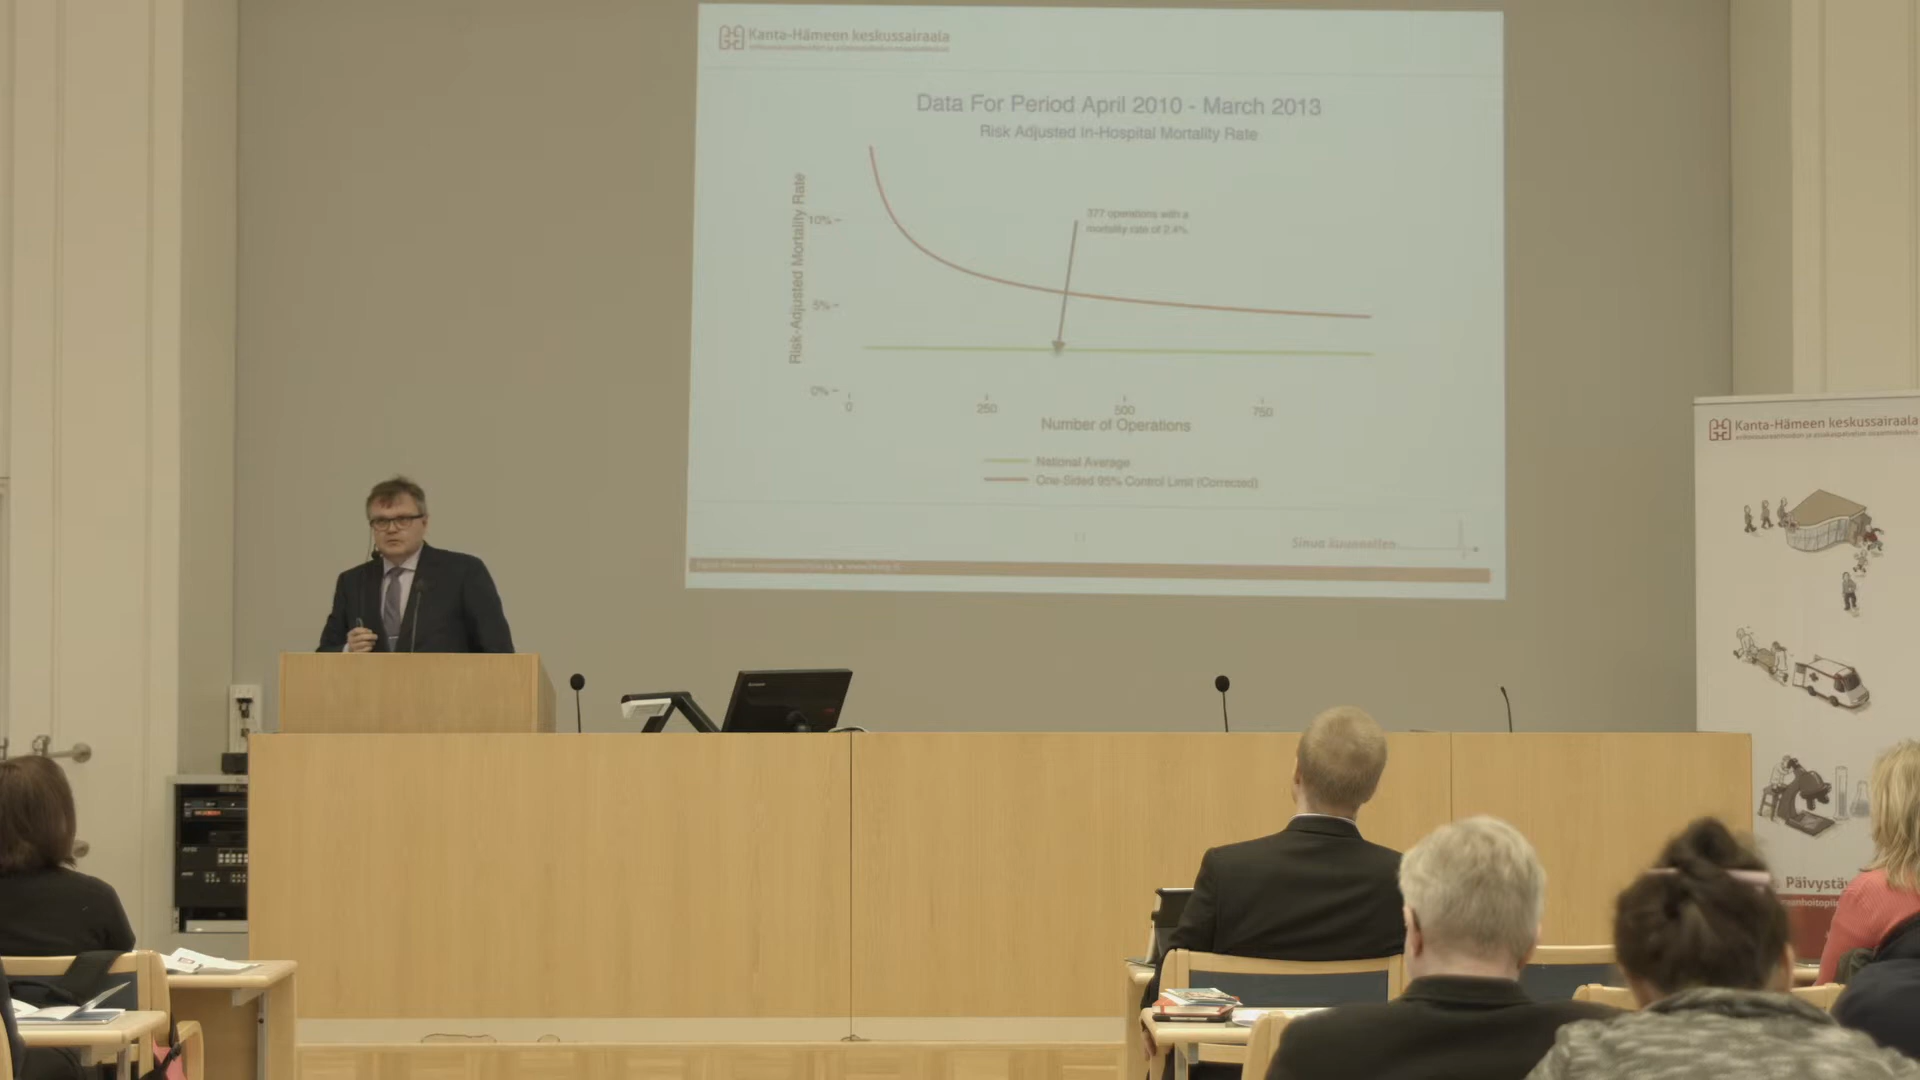 Kanta-Hämeen keskussairaala
Data For Period April 2010 - March 2013
Risk Adjusted In-Hospital Mortality Rate
Risk-Adjusted Mortality Rate
377 operations with a
mortality rate of 2.4%
10%
5%
0%
0
250
500
750
Number of Operations
National Average
One-Sided 95% Control Limit (Corrected)
Sinua kuunnellen
Kanta-Hämeen keskussairaala
Päivystä